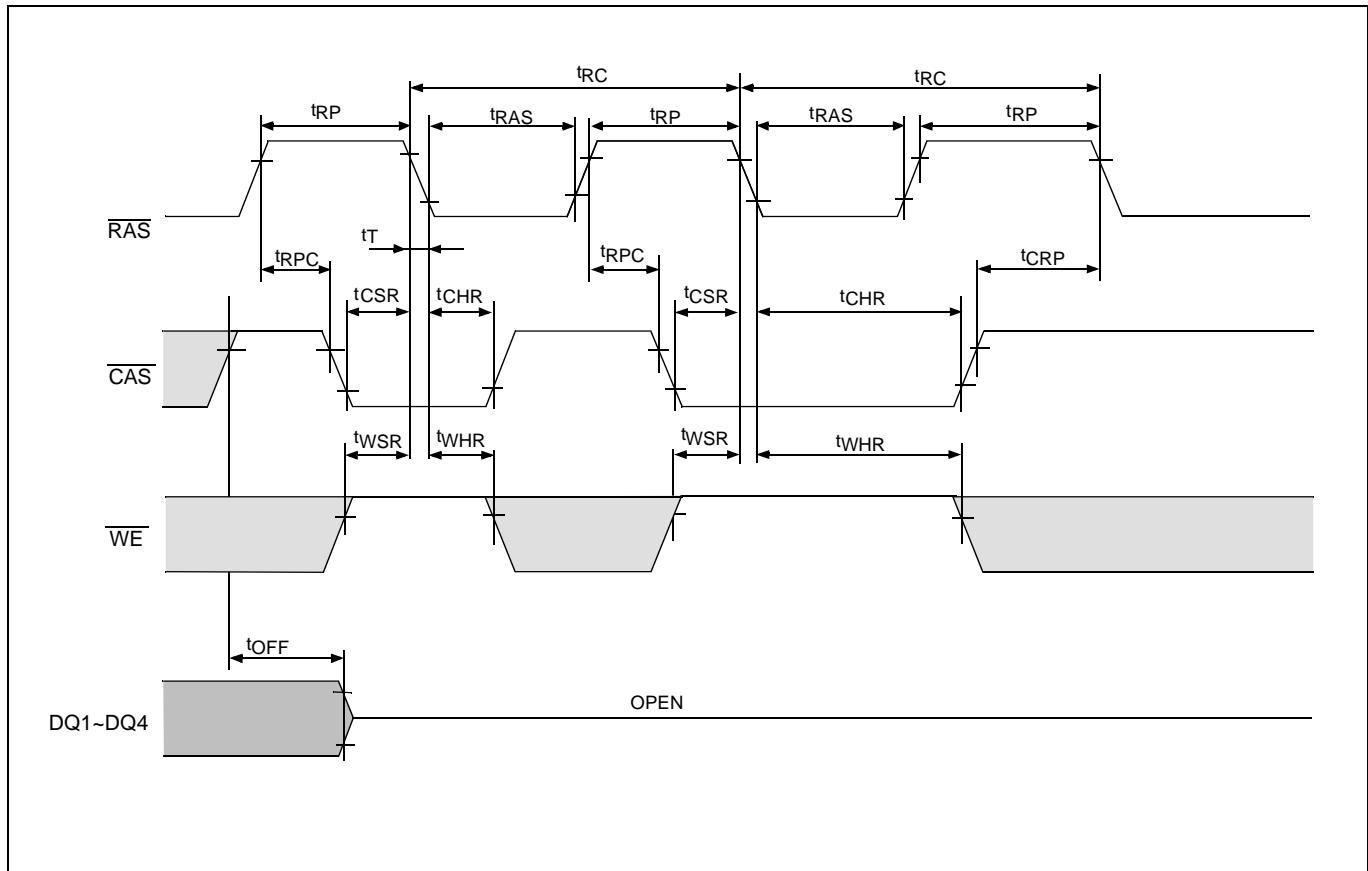 tRC tRC
tRP tRAS tRP tRAS tRP
RAS
tT
tRPC tRPC tCRP
tCSR tCHR tCSR tCHR
CAS
tWSR tWHR tWSR tWHR
WE
tOFF
OPEN
DQ1~DQ4